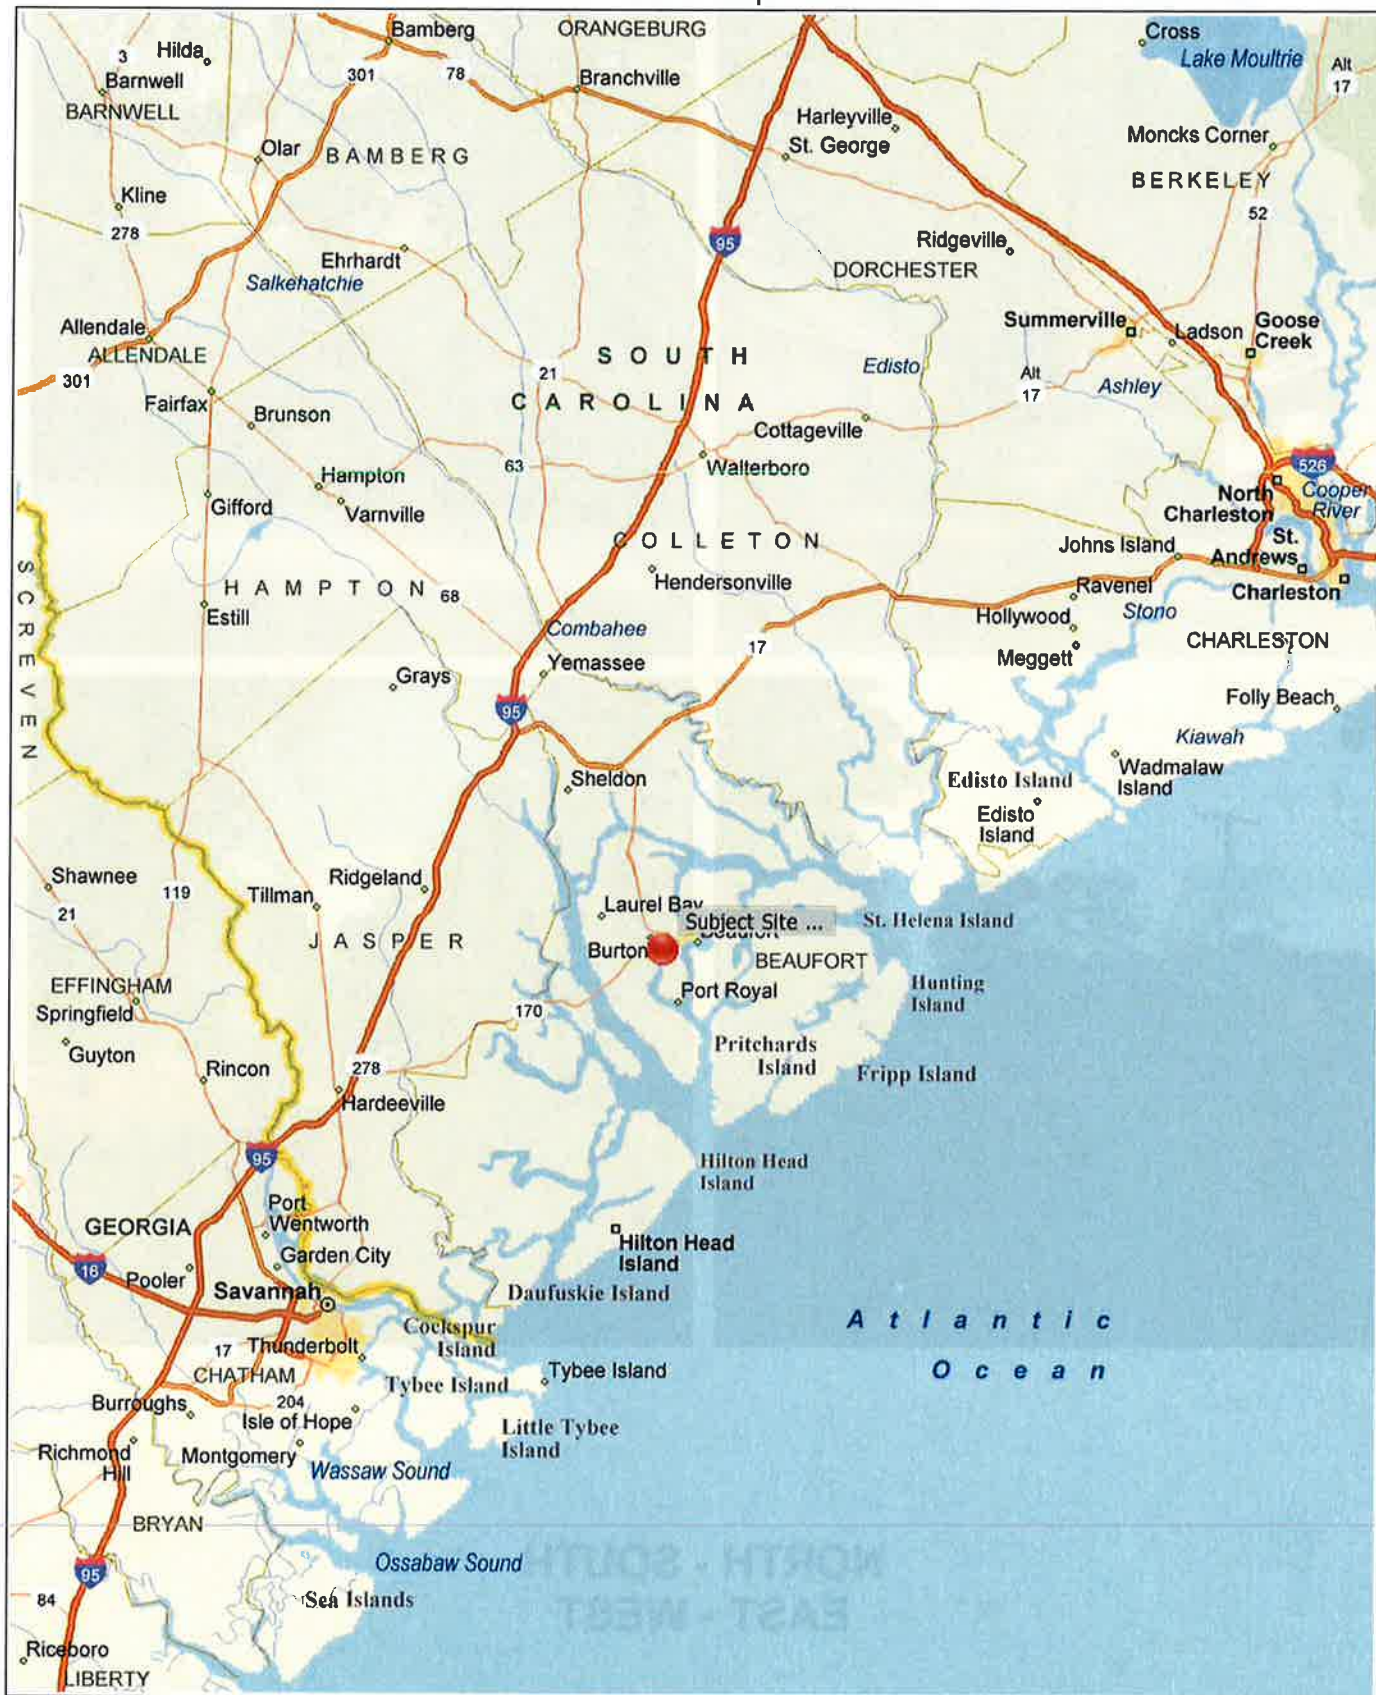 Bamberg
ORANGEBURG
Cross
Lake Moultrie
3
Hilda
301
78
Branchville
Alt
17
Barnwell
BARNWELL
Harleyville
St. George
Moncks Corner
Olar
BAMBERG
BERKELEY
Kline
278
52
95
Ridgeville
Ehrhardt
Salkehatchie
DORCHESTER
Allendale
ALLENDALE
301
SOUTH
CAROLINA
21
Edisto
Summerville
Ladson
Goose
Creek
Alt
17
Ashley
Fairfax
Brunson
Cottageville
Walterboro
63
526
Hampton
Varnville
Gifford
North
Charleston
Cooper
River
COLLETON
St.
Andrews
Johns Island
SCREVEN
HAMPTON
68
Hendersonville
Ravenel
Charleston
Estill
Hollywood
Stono
Combahee
17
CHARLESTON
Meggett
Yemassee
Grays
95
Folly Beach
Kiawah
Sheldon
Edisto Island
Wadmalaw
Island
Edisto
Island
Shawnee
119
21
Tillman
Ridgeland
Laurel Bay
Subject Site ...
St. Helena Island
JASPER
Burton
BEAUFORT
EFFINGHAM
Springfield
Port Royal
Hunting
Island
170
Guyton
Pritchards
Island
Rincon
278
Fripp Island
Hardeeville
95
Hilton Head
Island
Port
Wentworth
GEORGIA
Garden City
Hilton Head
Island
16
Pooler
Savannah
Daufuskie Island
Atlantic
Ocean
Cockspur
Island
17
Thunderbolt
CHATHAM
Tybee Island
Tybee Island
Burroughs
204
Isle of Hope
Little Tybee
Island
Richmond
Hill
Montgomery
Wassaw Sound
BRYAN
NORTH - SOUTH
EAST - WEST
Ossabaw Sound
95
84
Sea Islands
Riceboro
LIBERTY